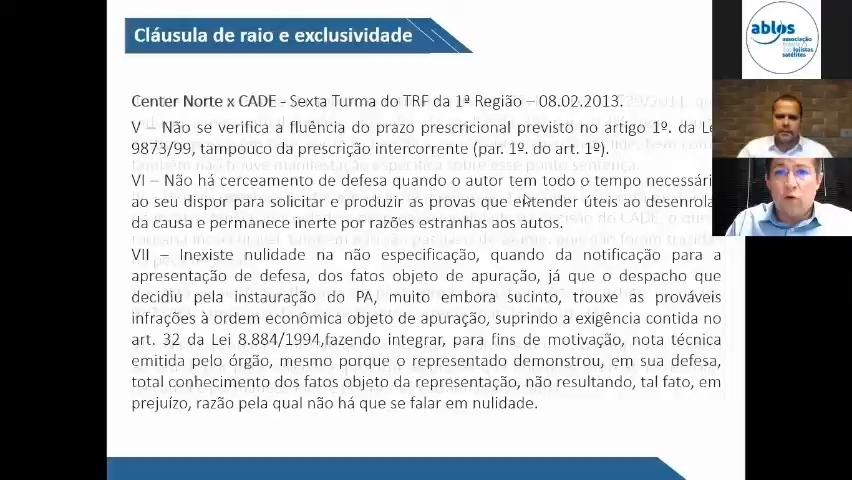 Cláusula de raio e exclusividade
ablos
associação
brasileira
dos lojistas
satélites
Center Norte x CADE - Sexta Turma do TRF da 1ª Região – 08.02.2013.
V – Não se verifica a fluência do prazo prescricional previsto no artigo 1º. da Le
9873/99, tampouco da prescrição intercorrente (par. 1º. do art. 1º).
VI – Não há cerceamento de defesa quando o autor tem todo o tempo necessári
ao seu dispor para solicitar e produzir as provas que entender úteis ao desenrola
da causa e permanece inerte por razões estranhas aos autos.
VII – Inexiste nulidade na não especificação, quando da notificação para a
apresentação de defesa, dos fatos objeto de apuração, já que o despacho que
decidiu pela instauração do PA, muito embora sucinto, trouxe as prováveis
infrações à ordem econômica objeto de apuração, suprindo a exigência contida no
art. 32 da Lei 8.884/1994,fazendo integrar, para fins de motivação, nota técnica
emitida pelo órgão, mesmo porque o representado demonstrou, em sua defesa,
total conhecimento dos fatos objeto da representação, não resultando, tal fato, em
prejuízo, razão pela qual não há que se falar em nulidade.